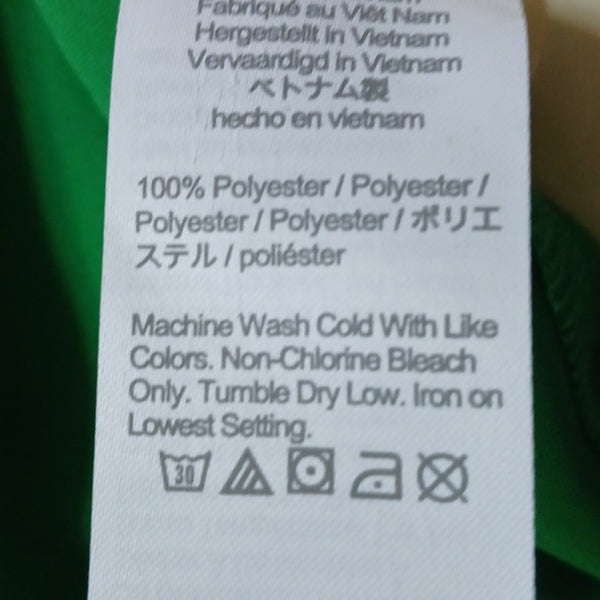 Fabriqué au Viêt Nam
Hergestellt in Vietnam
Vervaardigd in Vietnam
ベトナム製
hecho en vietnam
100% Polyester / Polyester /
Polyester / Polyester / ポリエ
ステル / poliéster
Machine Wash Cold With Like
Colors. Non-Chlorine Bleach
Only. Tumble Dry Low. Iron on
Lowest Setting.
30